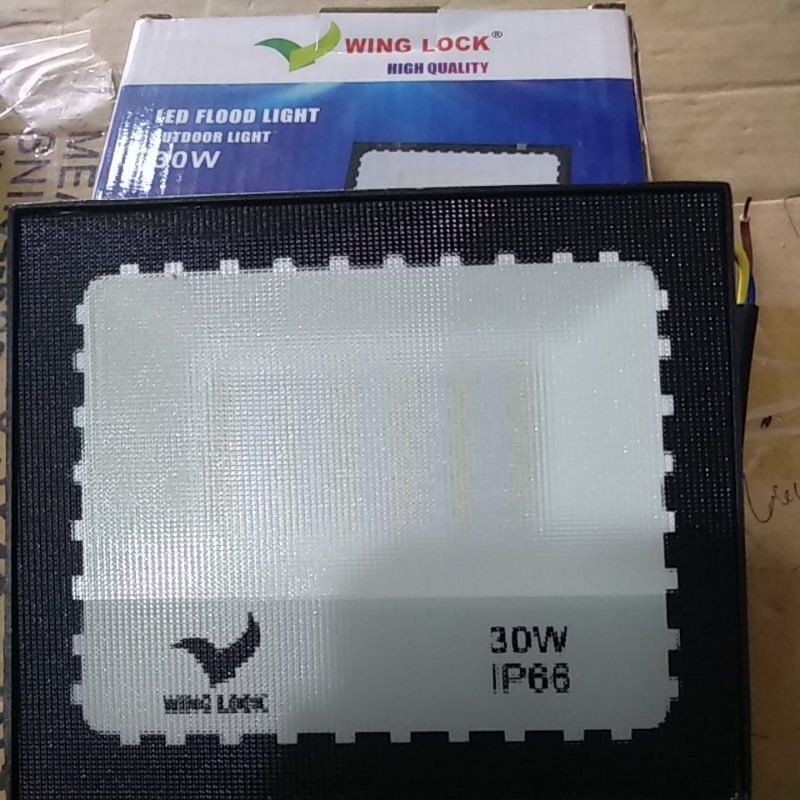 WING LOCK®
HIGH QUALITY
LED FLOOD LIGHT
OUTDOOR LIGHT
30W
WING LOCK
30W
IP66